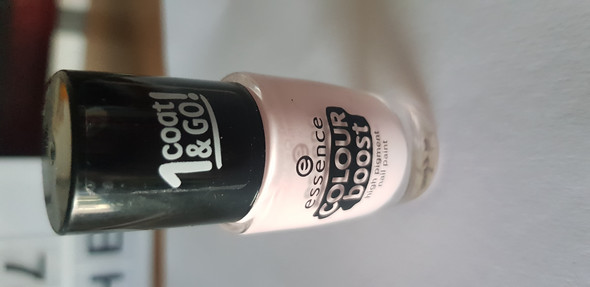 1 coat!
& GO!
e
essence
COLOUR
boost
high pigment
nail paint